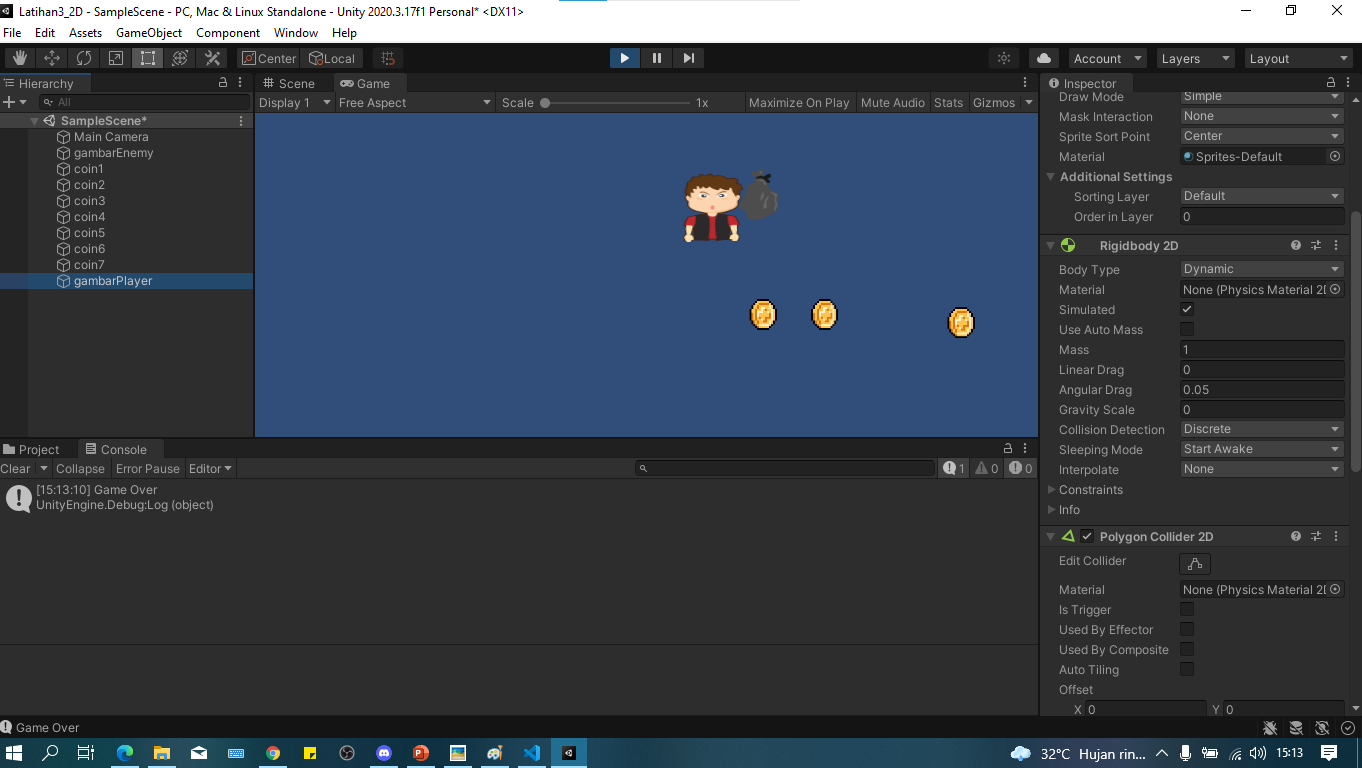 Latihan3_2D - SampleScene - PC, Mac & Linux Standalone - Unity 2020.3.17f1 Personal* <DX11>
File Edit Assets GameObject Component Window Help
Center Local Account Layers Layout
Hierarchy
All
SampleScene*
Main Camera
gambarEnemy
coin1
coin2
coin3
coin4
coin5
coin6
coin7
gambarPlayer
Scene Game
Display 1 Free Aspect Scale 1x Maximize On Play Mute Audio Stats Gizmos
Project Console
Clear Collapse Error Pause Editor 1 0 0
[15:13:10] Game Over
UnityEngine.Debug:Log (object)
Inspector
Draw Mode Simple
Mask Interaction None
Sprite Sort Point Center
Material Sprites-Default
Additional Settings
Sorting Layer Default
Order in Layer 0
Rigidbody 2D
Body Type Dynamic
Material None (Physics Material 2D
Simulated
Use Auto Mass
Mass 1
Linear Drag 0
Angular Drag 0.05
Gravity Scale 0
Collision Detection Discrete
Sleeping Mode Start Awake
Interpolate None
Constraints
Info
Polygon Collider 2D
Edit Collider
Material None (Physics Material 2D
Is Trigger
Used By Effector
Used By Composite
Auto Tiling
Offset
X 0 Y 0
Game Over
32°C Hujan rin... 15:13